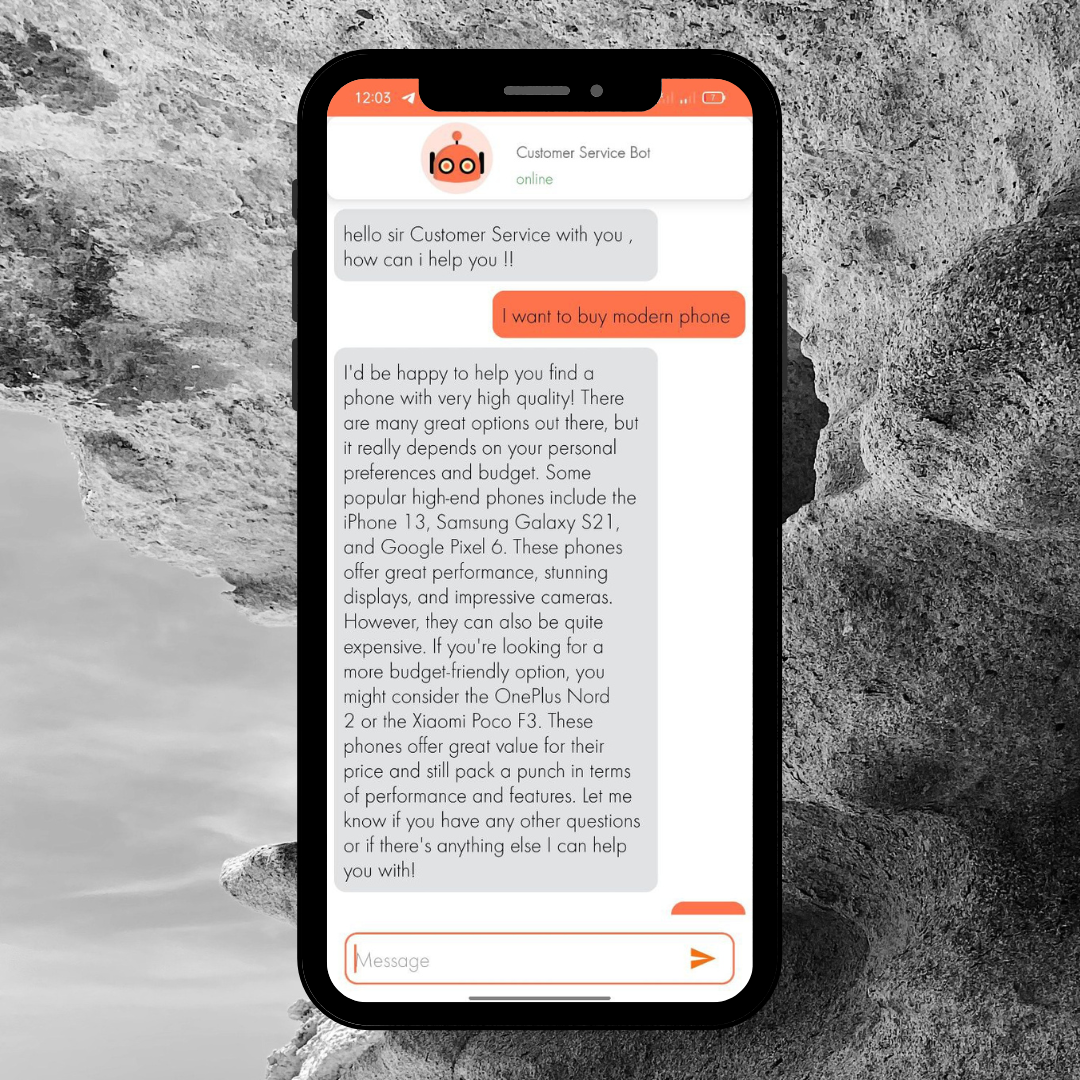 12:03
7
Customer Service Bot
online
hello sir Customer Service with you ,
how can i help you !!
I want to buy modern phone
I'd be happy to help you find a
phone with very high quality! There
are many great options out there, but
it really depends on your personal
preferences and budget. Some
popular high-end phones include the
iPhone 13, Samsung Galaxy S21,
and Google Pixel 6. These phones
offer great performance, stunning
displays, and impressive cameras.
However, they can also be quite
expensive. If you're looking for a
more budget-friendly option, you
might consider the OnePlus Nord
2 or the Xiaomi Poco F3. These
phones offer great value for their
price and still pack a punch in terms
of performance and features. Let me
know if you have any other questions
or if there's anything else I can help
you with!
Message